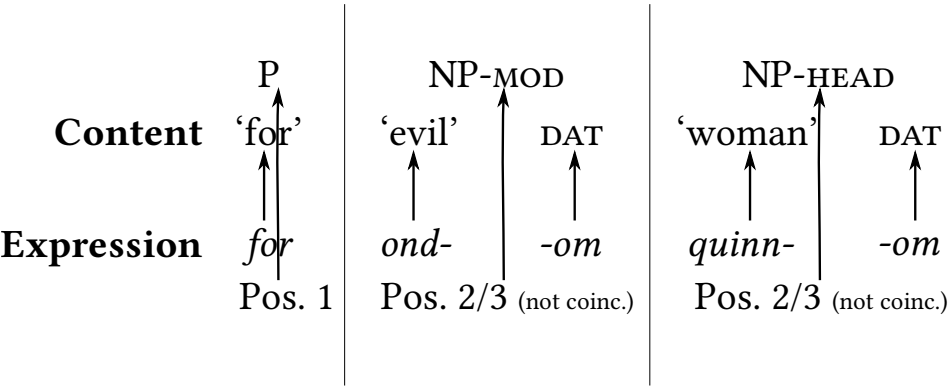 P NP-MOD NP-HEAD
Content ‘for’ ‘evil’ DAT ‘woman’ DAT
Expression for ond- -om quinn- -om
Pos. 1 Pos. 2/3 (not coinc.) Pos. 2/3 (not coinc.)